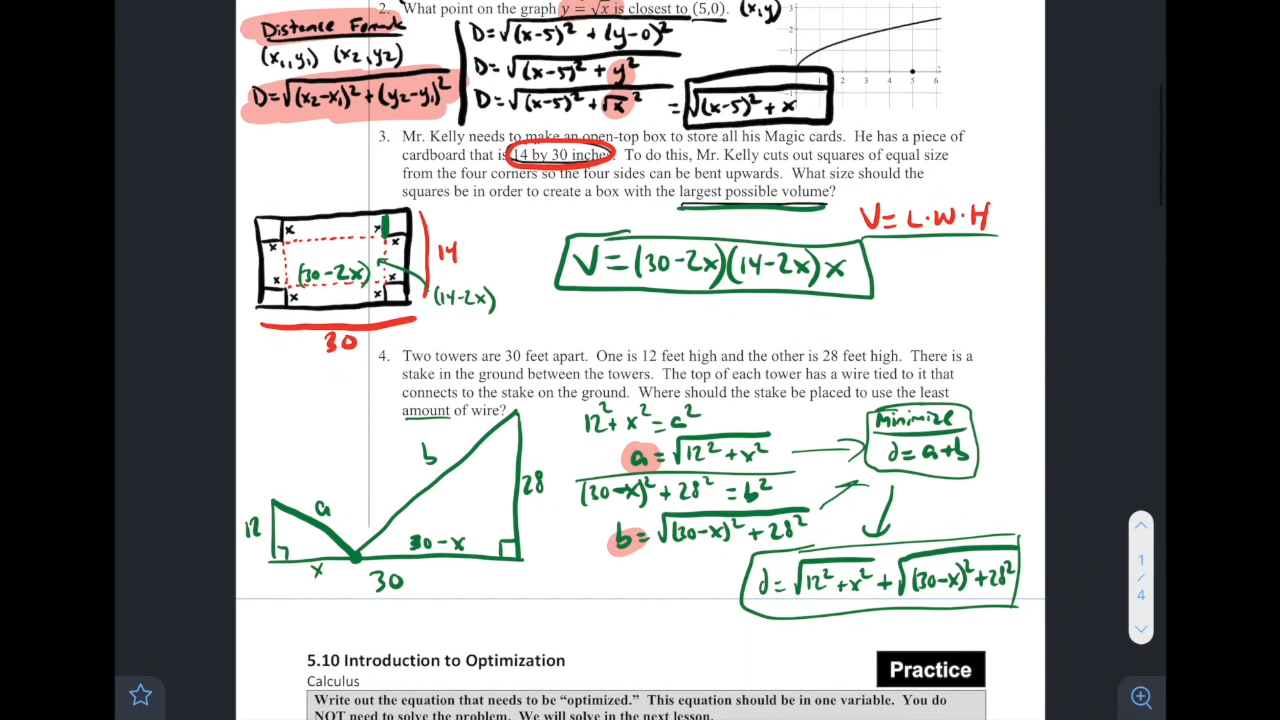 2. What point on the graph y = √x is closest to (5,0). (x,y)
Distance Formula
(x₁,y₁) (x₂,y₂)
D=√(x₂-x₁)²+(y₂-y₁)²
D=√(x-5)²+(y-0)²
D=√(x-5)²+y²
D=√(x-5)²+√x² = √(x-5)²+x
3
2
1
-1
1 2 3 4 5 6
3. Mr. Kelly needs to make an open-top box to store all his Magic cards. He has a piece of
cardboard that is 14 by 30 inches. To do this, Mr. Kelly cuts out squares of equal size
from the four corners so the four sides can be bent upwards. What size should the
squares be in order to create a box with the largest possible volume?
V=L·W·H
x x
x x
x x
x x
(30-2x)
14
(14-2x)
30
V=(30-2x)(14-2x)x
4. Two towers are 30 feet apart. One is 12 feet high and the other is 28 feet high. There is a
stake in the ground between the towers. The top of each tower has a wire tied to it that
connects to the stake on the ground. Where should the stake be placed to use the least
amount of wire?
12 a b 28
x 30-x
30
12²+x²=a²
a=√12²+x²
(30-x)²+28²=b²
b=√(30-x)²+28²
Minimize
d=a+b
d=√12²+x²+√(30-x)²+28²
1
/
4
5.10 Introduction to Optimization
Calculus
Practice
Write out the equation that needs to be “optimized.” This equation should be in one variable. You do
NOT need to solve the problem. We will solve in the next lesson.